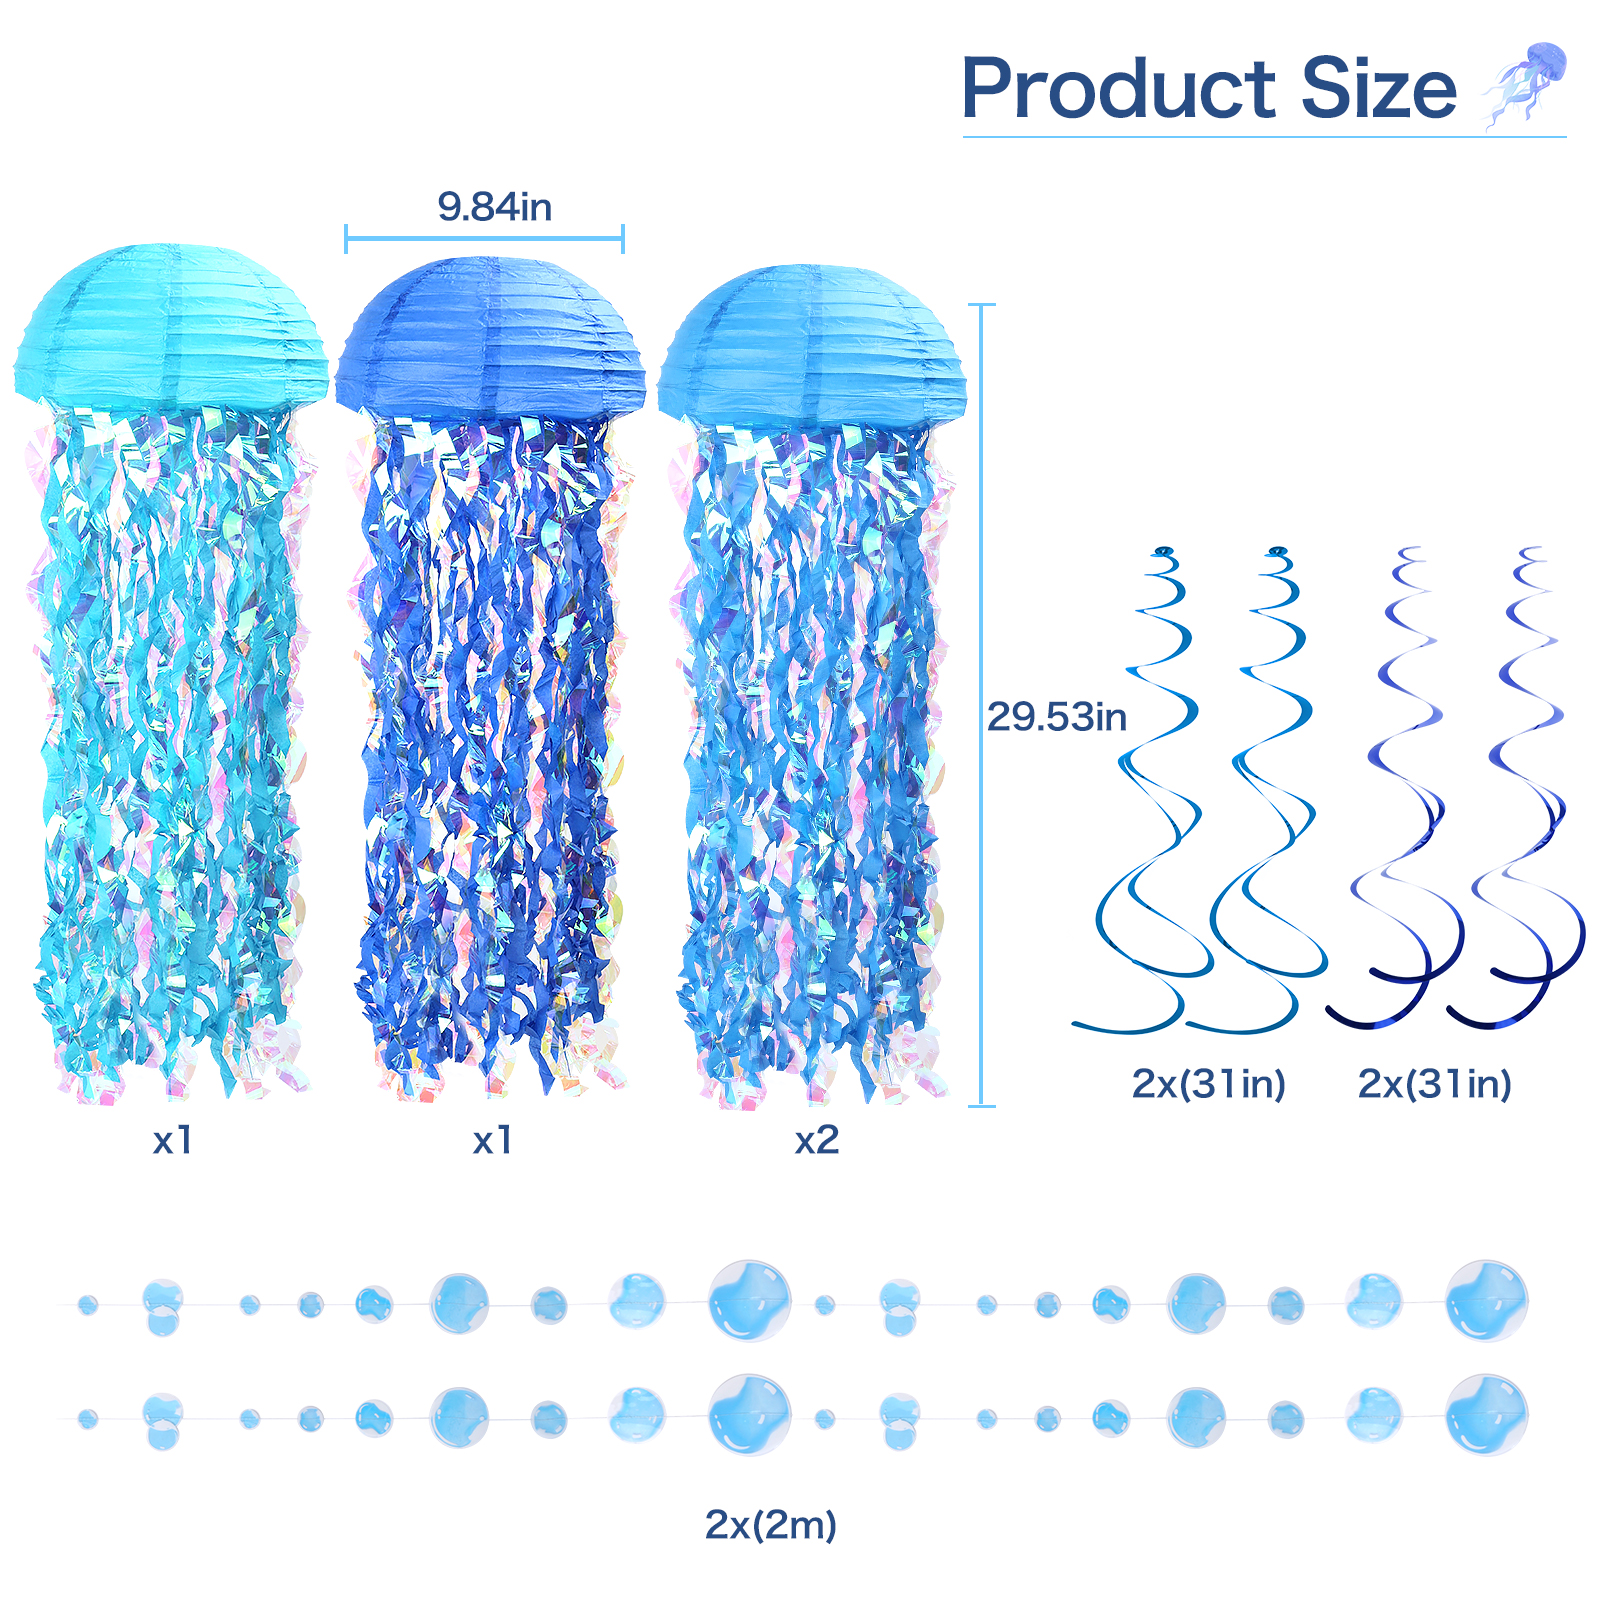 Product Size
9.84in
29.53in
2x(31in)
2x(31in)
x1
x1
x2
2x(2m)